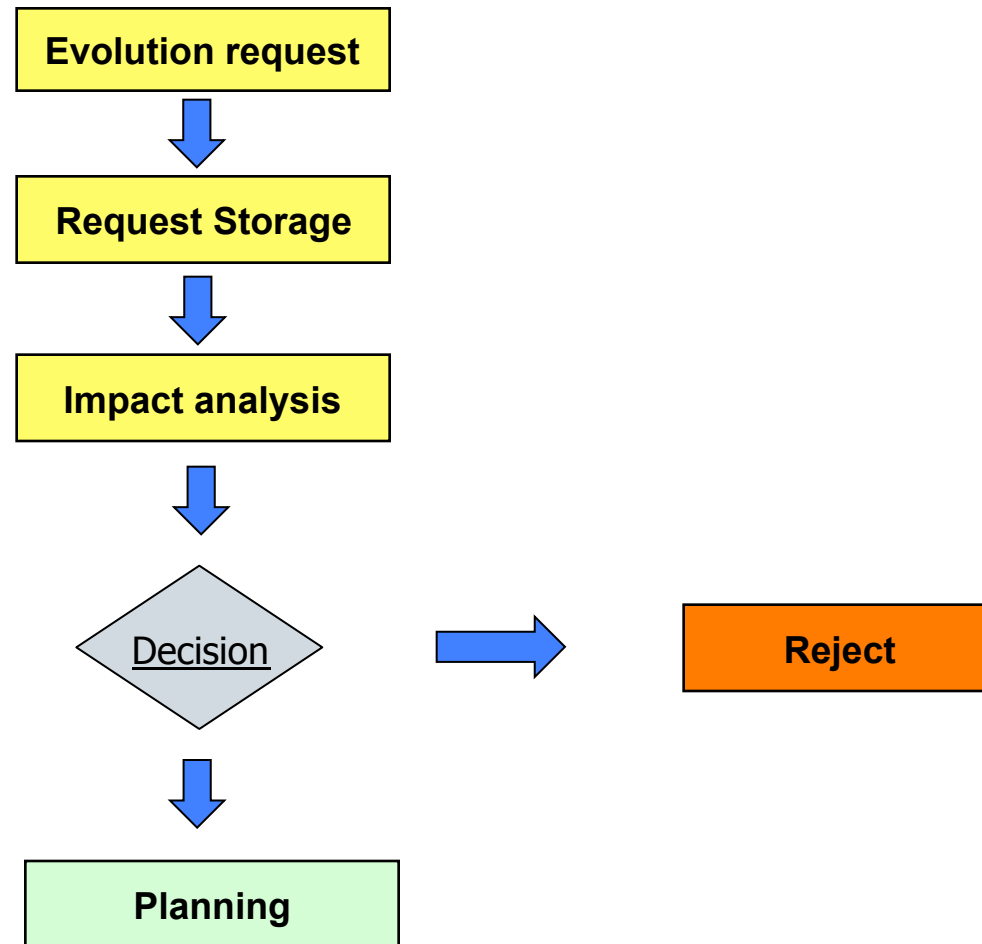 Evolution request
Request Storage
Impact analysis
Decision
Reject
Planning